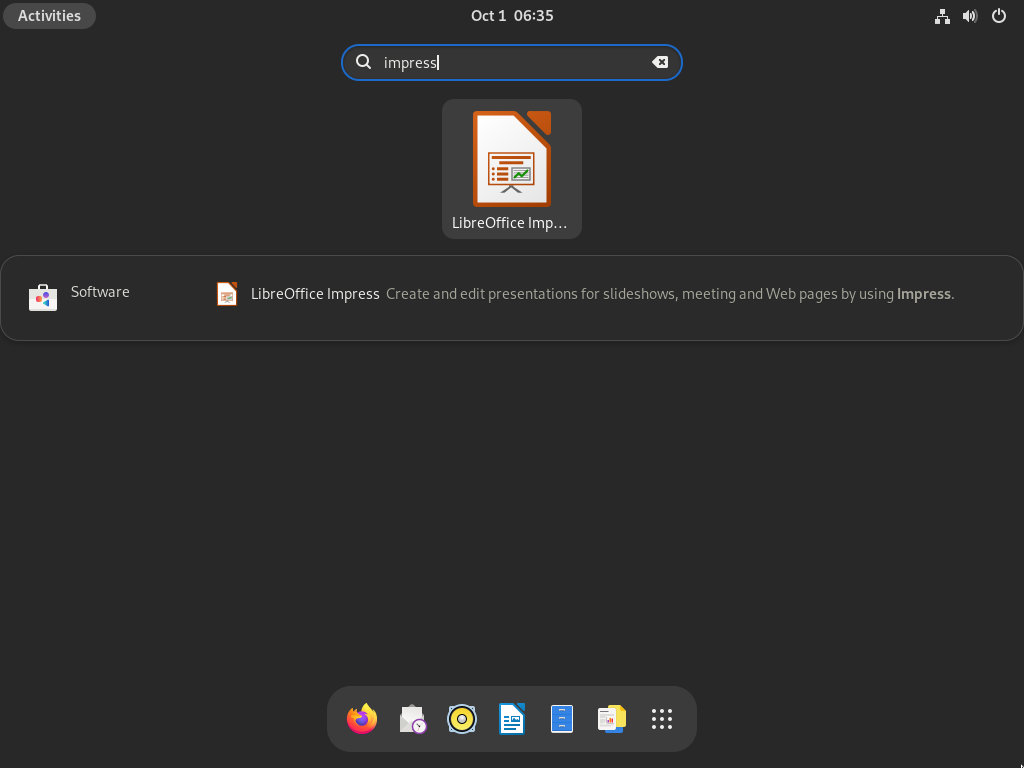 Activities
Oct 1 06:35
impress
LibreOffice Imp…
Software
LibreOffice Impress Create and edit presentations for slideshows, meeting and Web pages by using Impress.